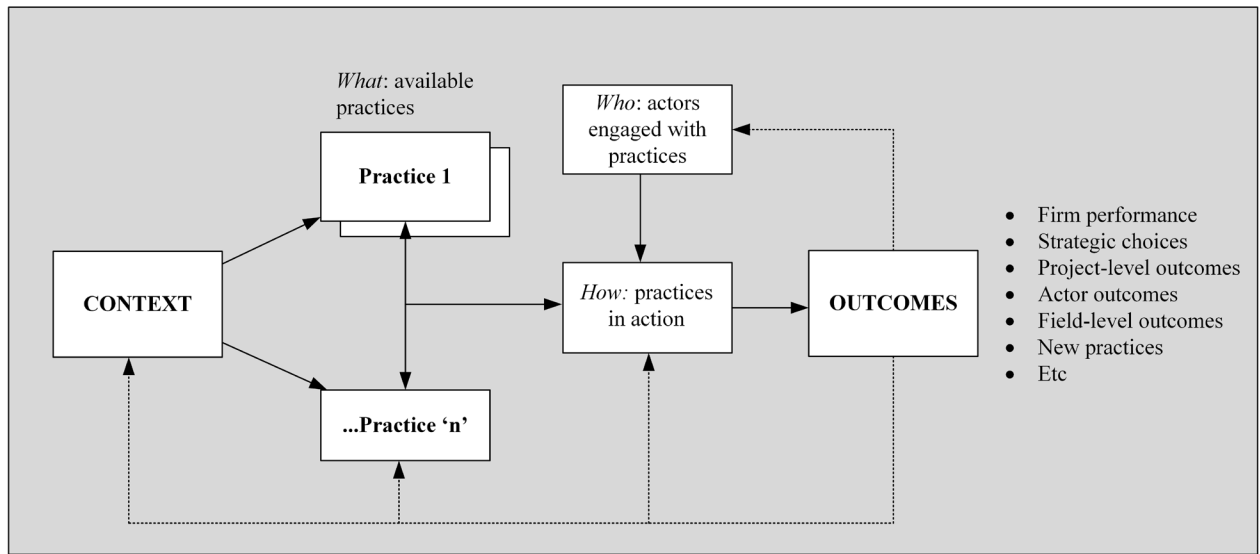 What: available
practices
Practice 1
CONTEXT
...Practice ‘n’
Who: actors
engaged with
practices
How: practices
in action
OUTCOMES
• Firm performance
• Strategic choices
• Project-level outcomes
• Actor outcomes
• Field-level outcomes
• New practices
• Etc